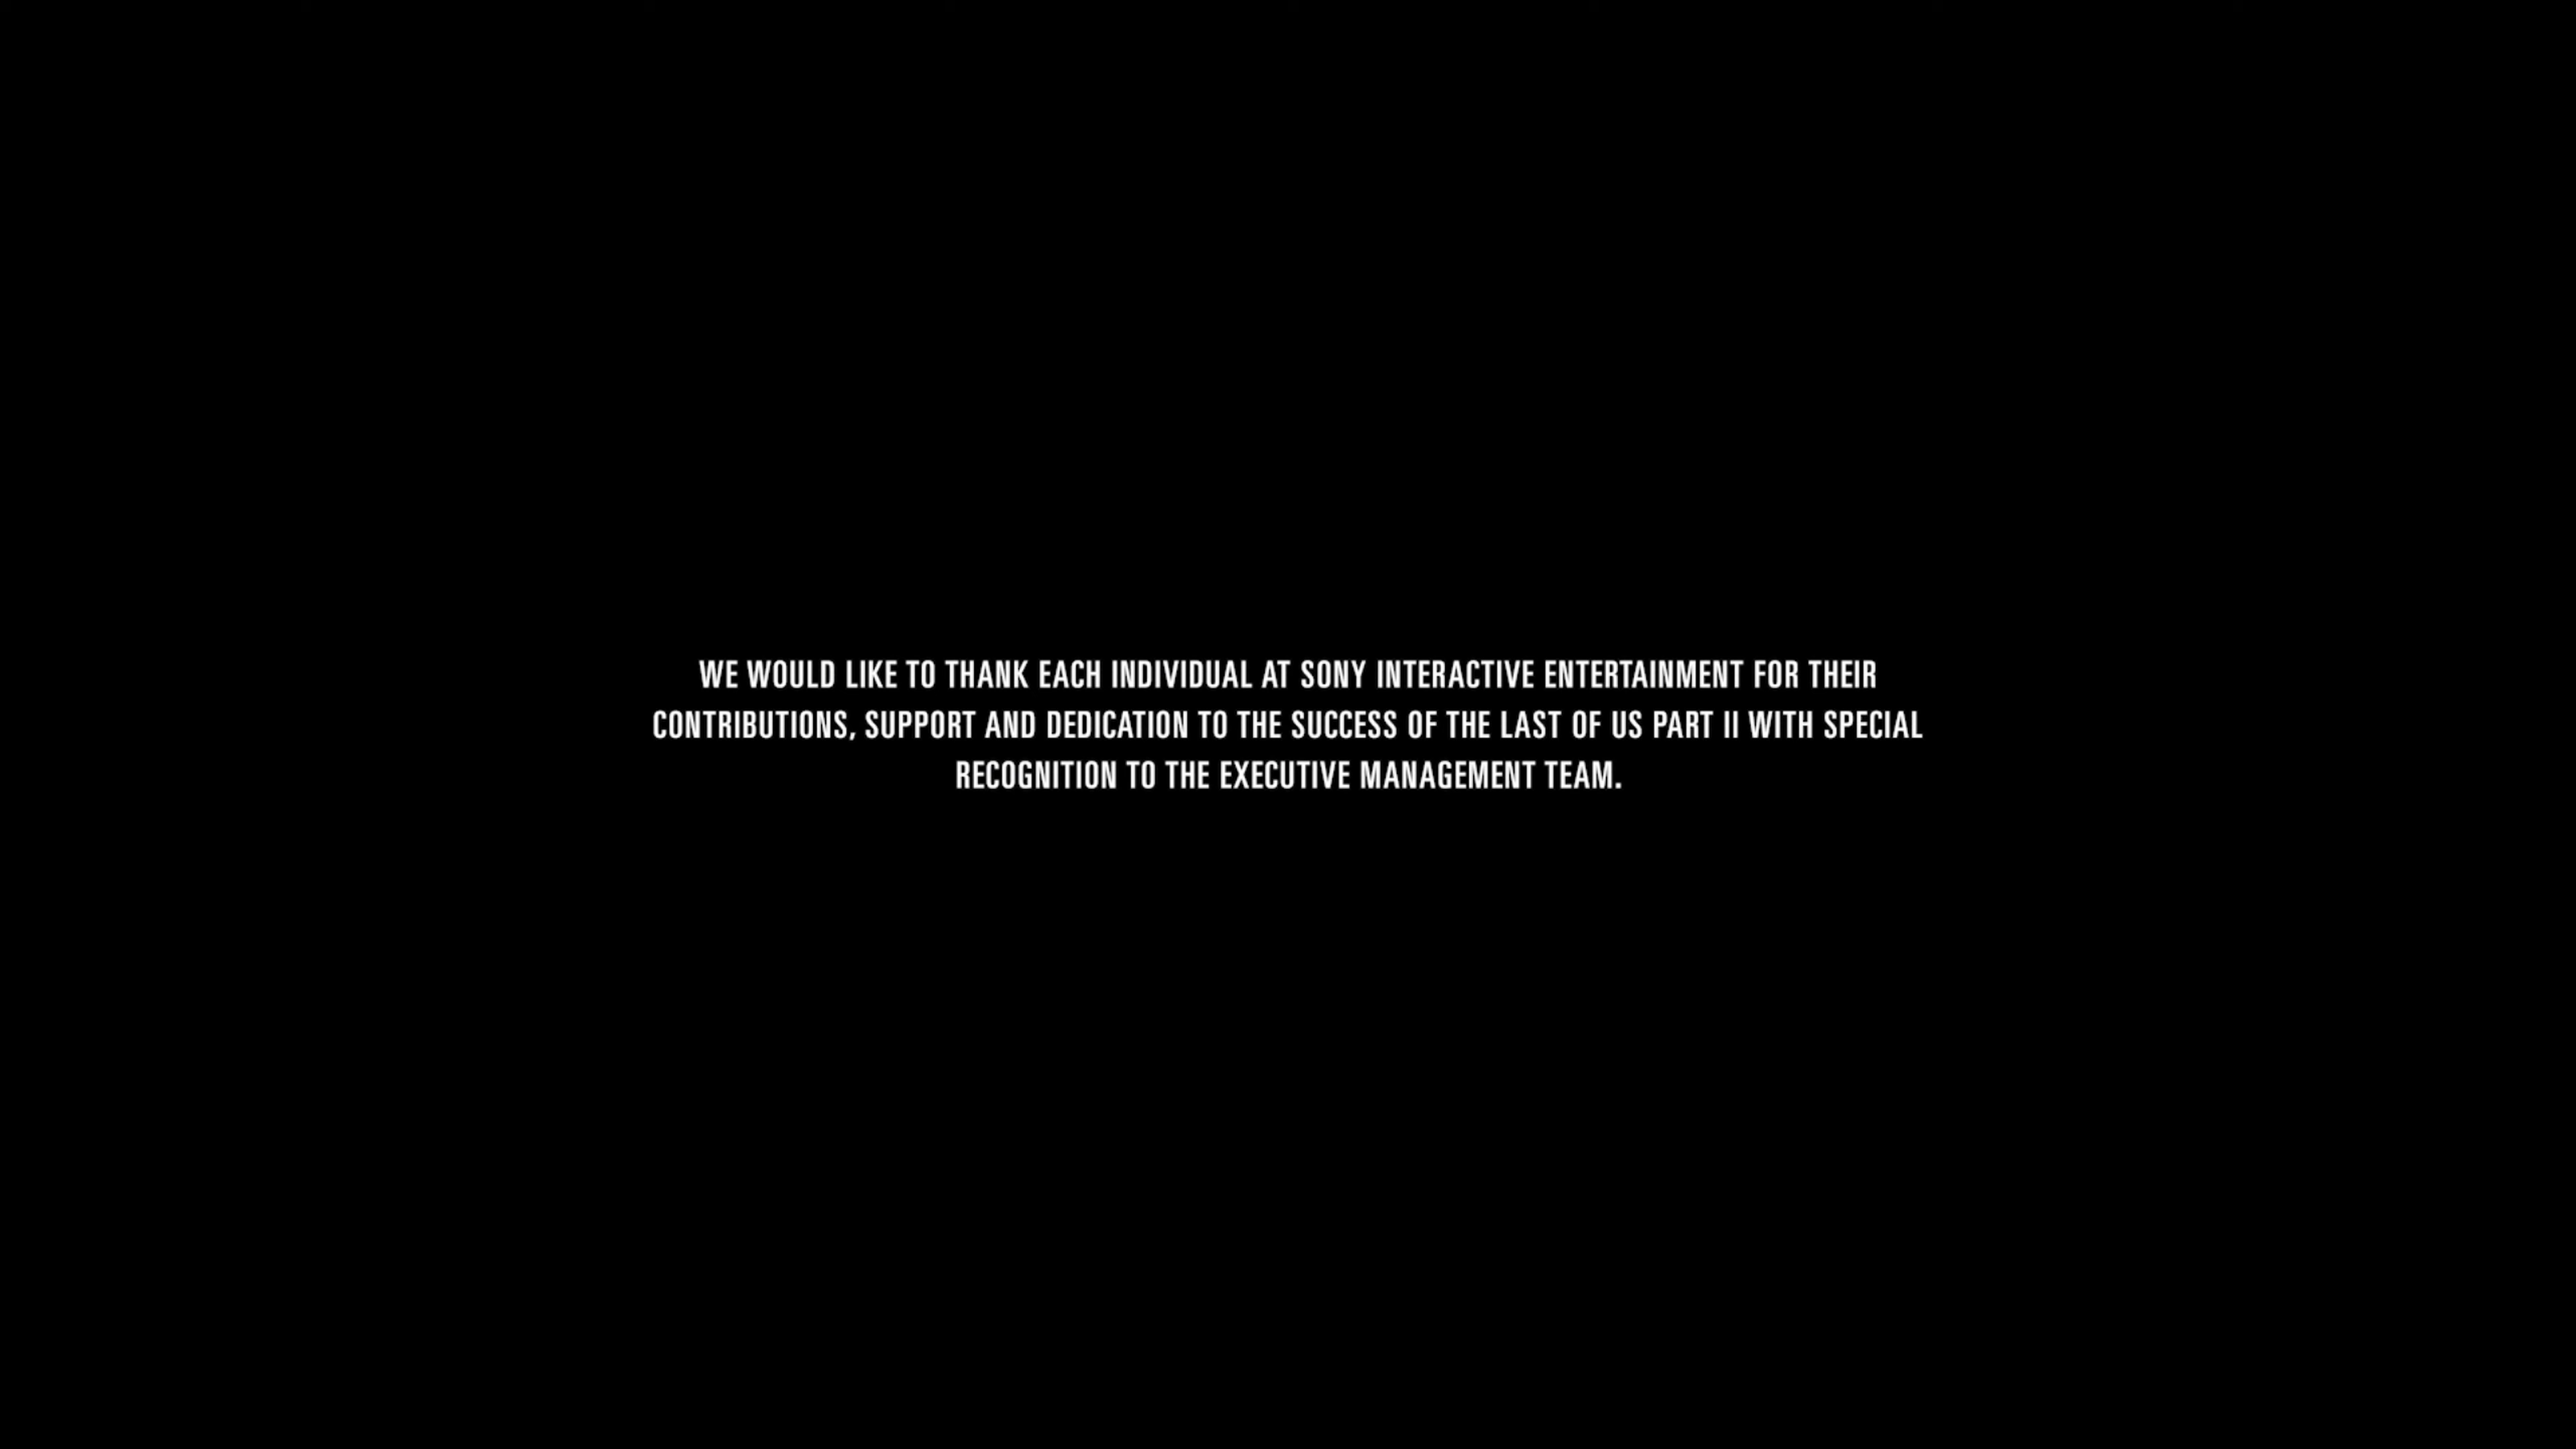 WE WOULD LIKE TO THANK EACH INDIVIDUAL AT SONY INTERACTIVE ENTERTAINMENT FOR THEIR
CONTRIBUTIONS, SUPPORT AND DEDICATION TO THE SUCCESS OF THE LAST OF US PART II WITH SPECIAL
RECOGNITION TO THE EXECUTIVE MANAGEMENT TEAM.